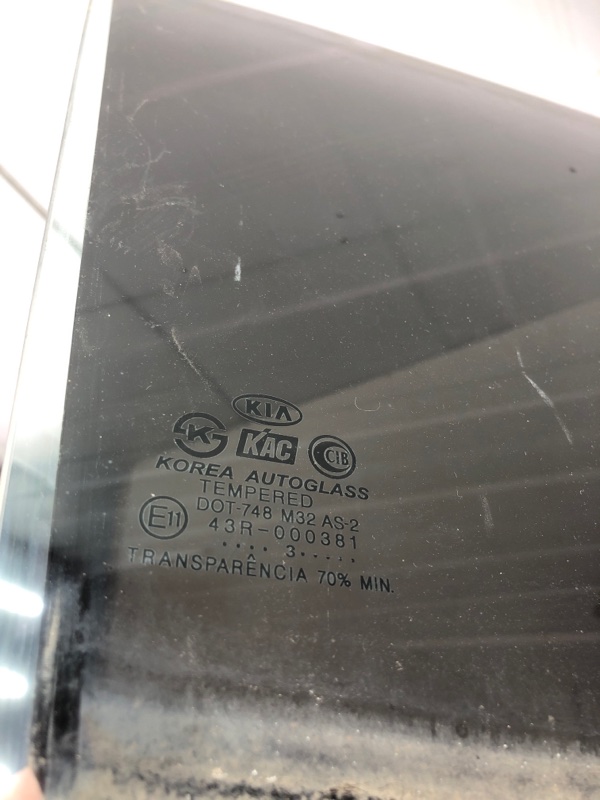 KIA
K KAC CIB
KOREA AUTOGLASS
TEMPERED
DOT-748 M32 AS-2
E11 43R-000381
.... 3.....
TRANSPARÊNCIA 70% MIN.